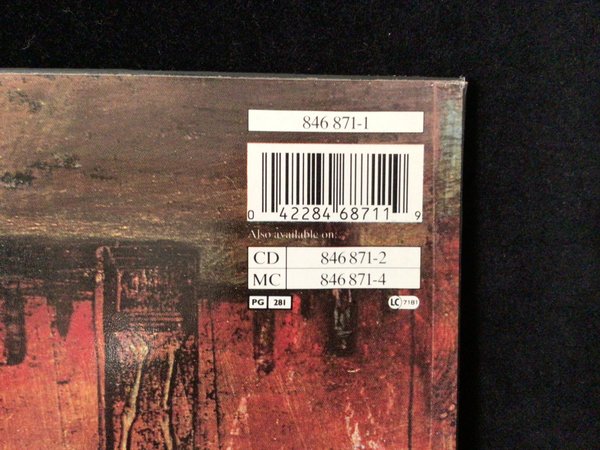 846 871-1
0 42284 68711 9
Also available on:
CD 846 871-2
MC 846 871-4
PG 281 LC 7181